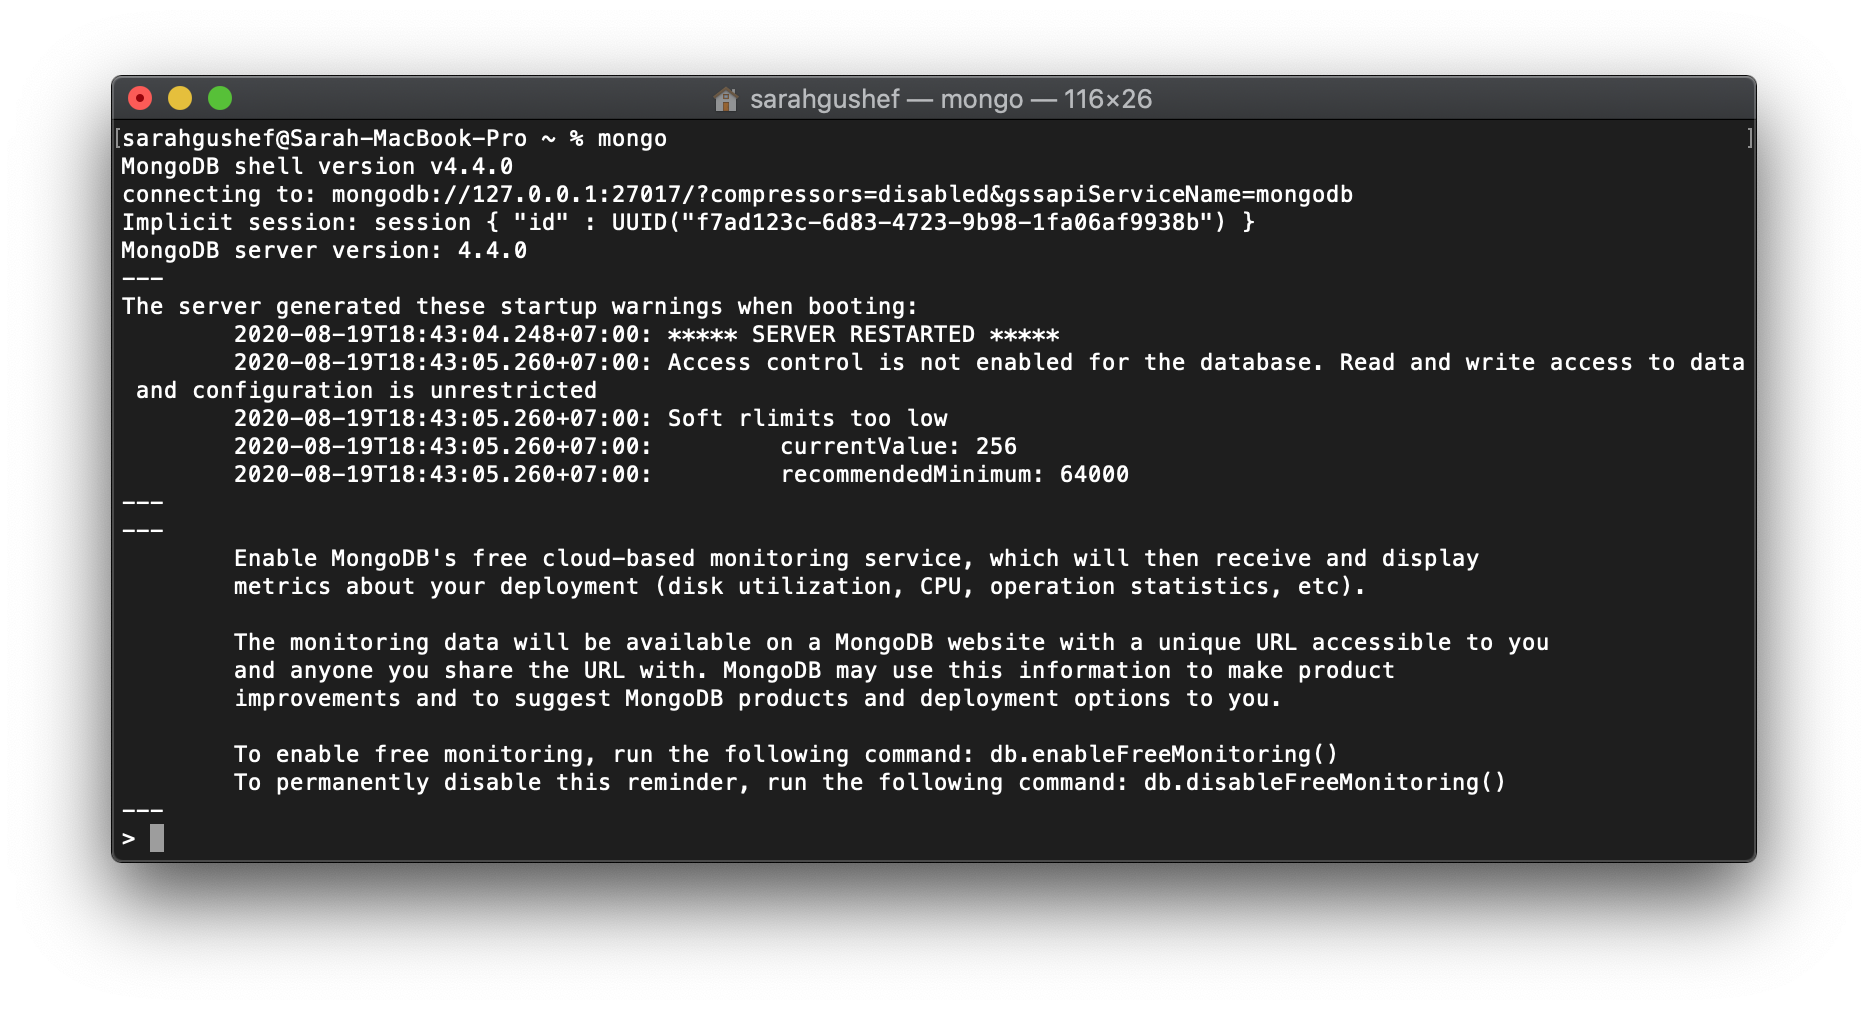 sarahgushef — mongo — 116×26
[sarahgushef@Sarah-MacBook-Pro ~ % mongo ]
MongoDB shell version v4.4.0
connecting to: mongodb://127.0.0.1:27017/?compressors=disabled&gssapiServiceName=mongodb
Implicit session: session { "id" : UUID("f7ad123c-6d83-4723-9b98-1fa06af9938b") }
MongoDB server version: 4.4.0
---
The server generated these startup warnings when booting:
        2020-08-19T18:43:04.248+07:00: ***** SERVER RESTARTED *****
        2020-08-19T18:43:05.260+07:00: Access control is not enabled for the database. Read and write access to data
 and configuration is unrestricted
        2020-08-19T18:43:05.260+07:00: Soft rlimits too low
        2020-08-19T18:43:05.260+07:00:         currentValue: 256
        2020-08-19T18:43:05.260+07:00:         recommendedMinimum: 64000
---
---
        Enable MongoDB's free cloud-based monitoring service, which will then receive and display
        metrics about your deployment (disk utilization, CPU, operation statistics, etc).

        The monitoring data will be available on a MongoDB website with a unique URL accessible to you
        and anyone you share the URL with. MongoDB may use this information to make product
        improvements and to suggest MongoDB products and deployment options to you.

        To enable free monitoring, run the following command: db.enableFreeMonitoring()
        To permanently disable this reminder, run the following command: db.disableFreeMonitoring()
---
>